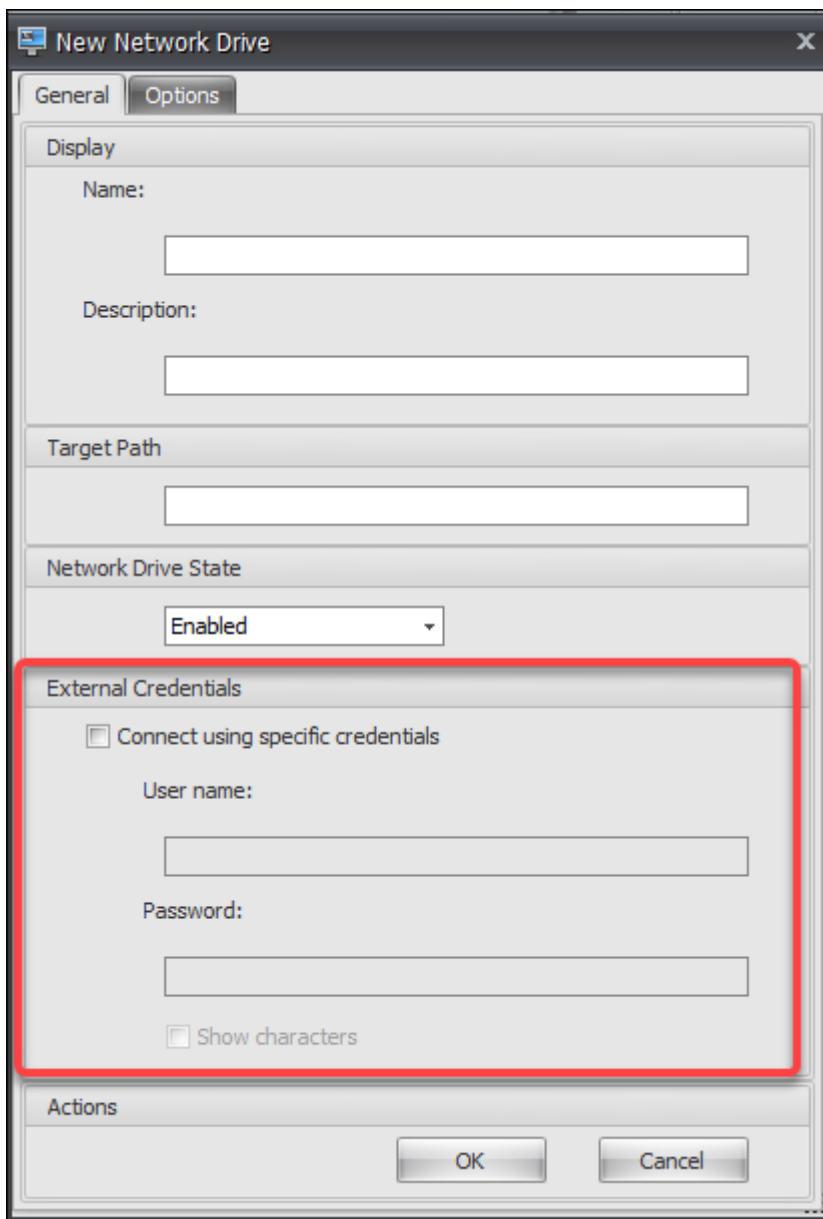 New Network Drive
General Options
Display
Name:
Description:
Target Path
Network Drive State
Enabled
External Credentials
Connect using specific credentials
User name:
Password:
Show characters
Actions
OK Cancel